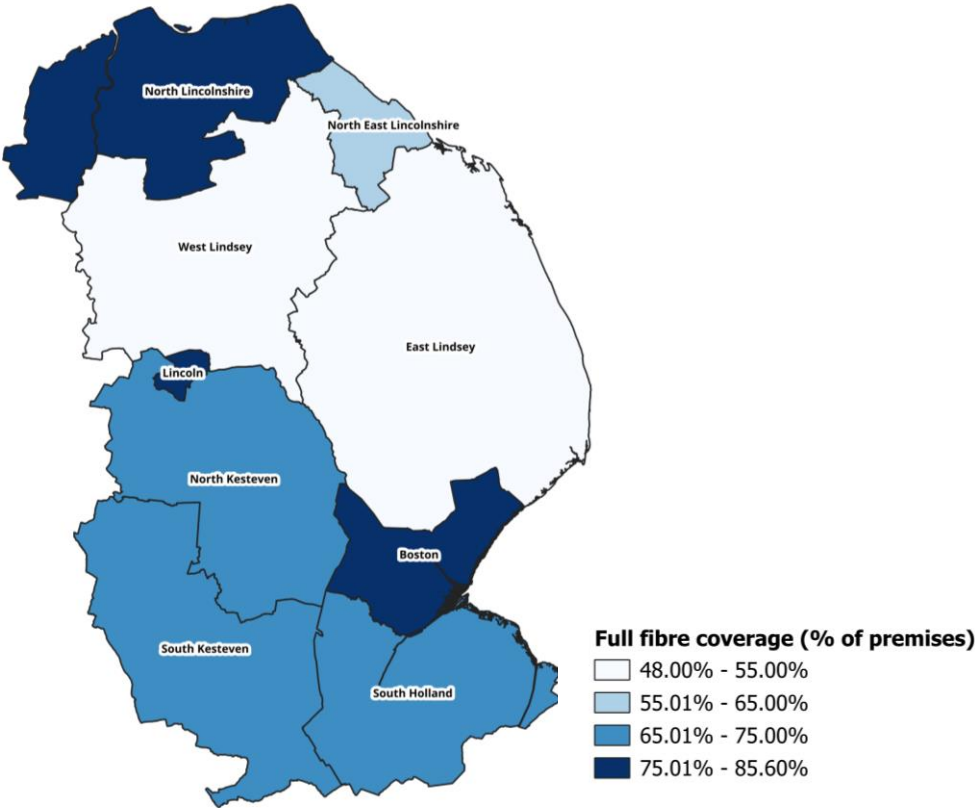 North Lincolnshire
North East Lincolnshire
West Lindsey
East Lindsey
Lincoln
North Kesteven
Boston
South Kesteven
South Holland
Full fibre coverage (% of premises)
48.00% - 55.00%
55.01% - 65.00%
65.01% - 75.00%
75.01% - 85.60%